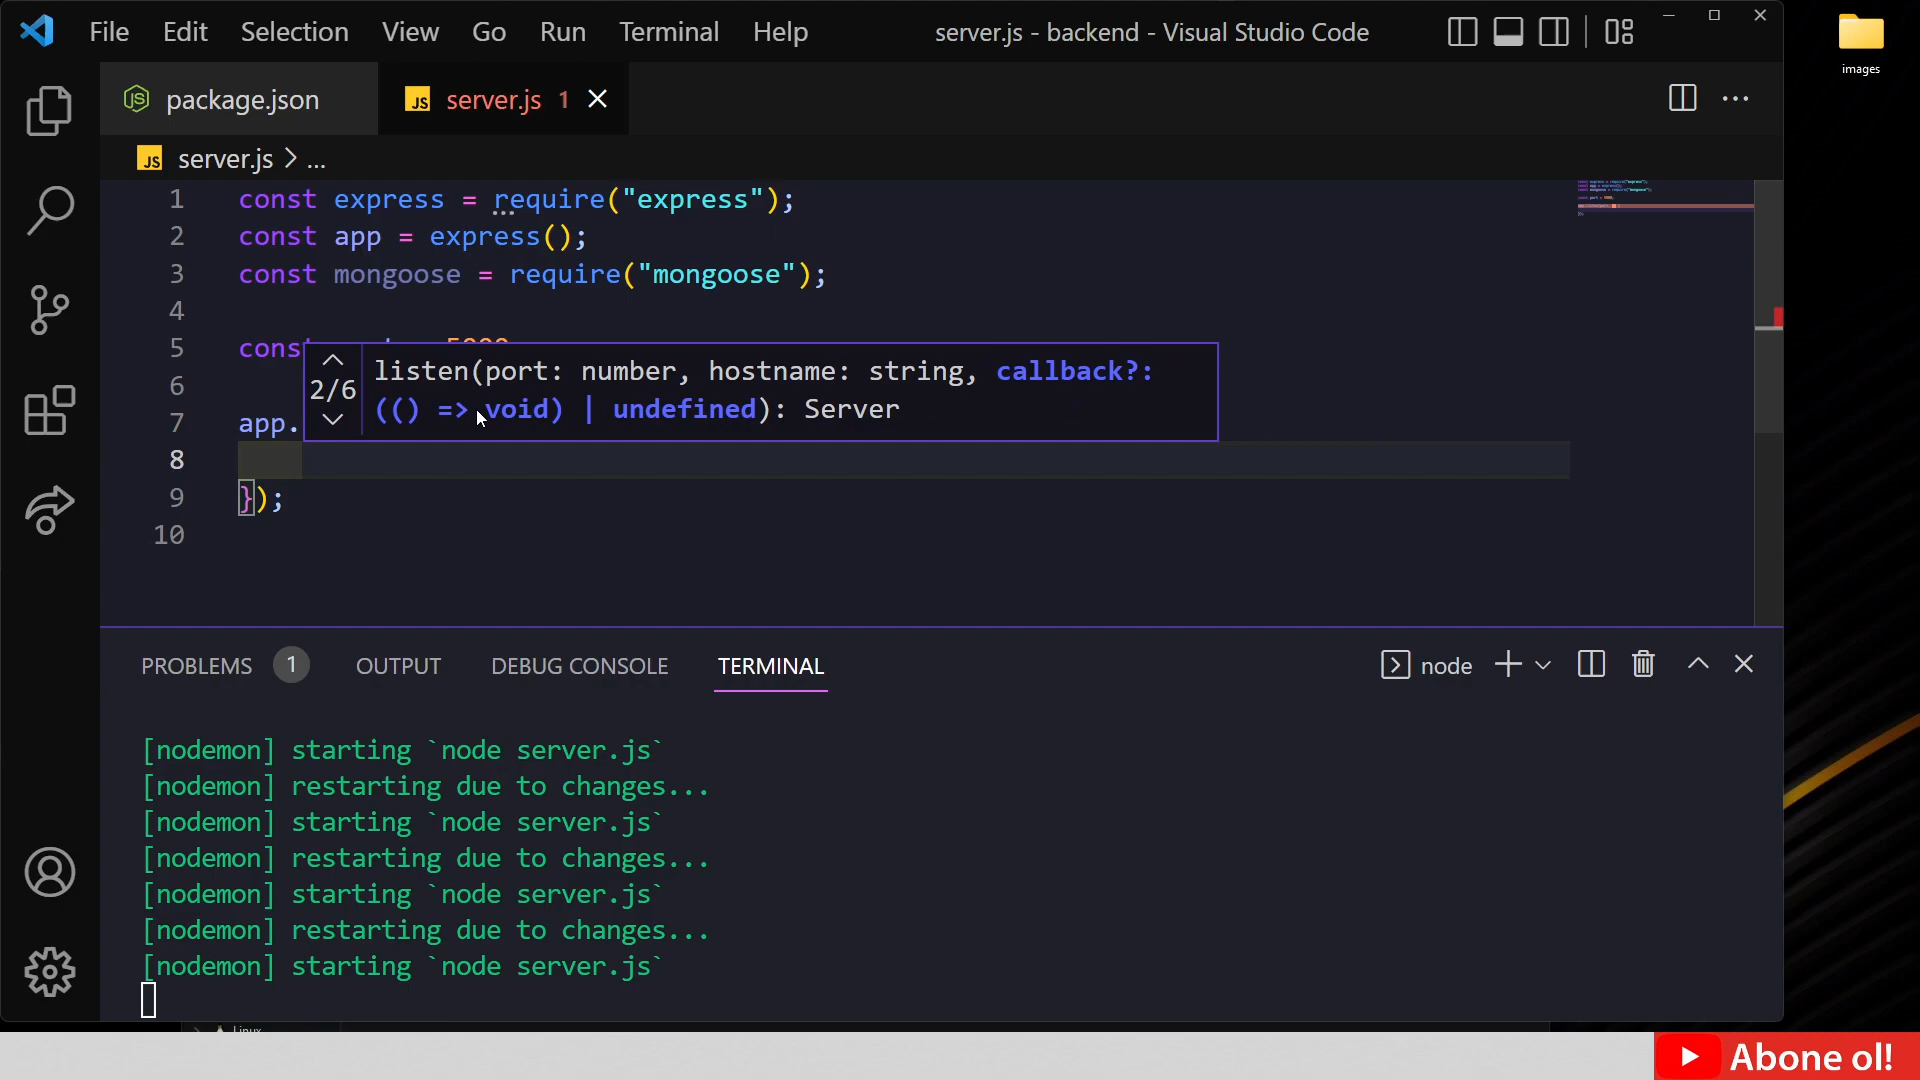 File Edit Selection View Go Run Terminal Help server.js - backend - Visual Studio Code
images
package.json server.js 1
server.js > ...
1 const express = require("express");
2 const app = express();
3 const mongoose = require("mongoose");
4
5 cons
listen(port: number, hostname: string, callback?:
2/6
(() => void) | undefined): Server
6
7 app.
8
9 });
10
PROBLEMS 1 OUTPUT DEBUG CONSOLE TERMINAL node
[nodemon] starting `node server.js`
[nodemon] restarting due to changes...
[nodemon] starting `node server.js`
[nodemon] restarting due to changes...
[nodemon] starting `node server.js`
[nodemon] restarting due to changes...
[nodemon] starting `node server.js`
Linux
Abone ol!